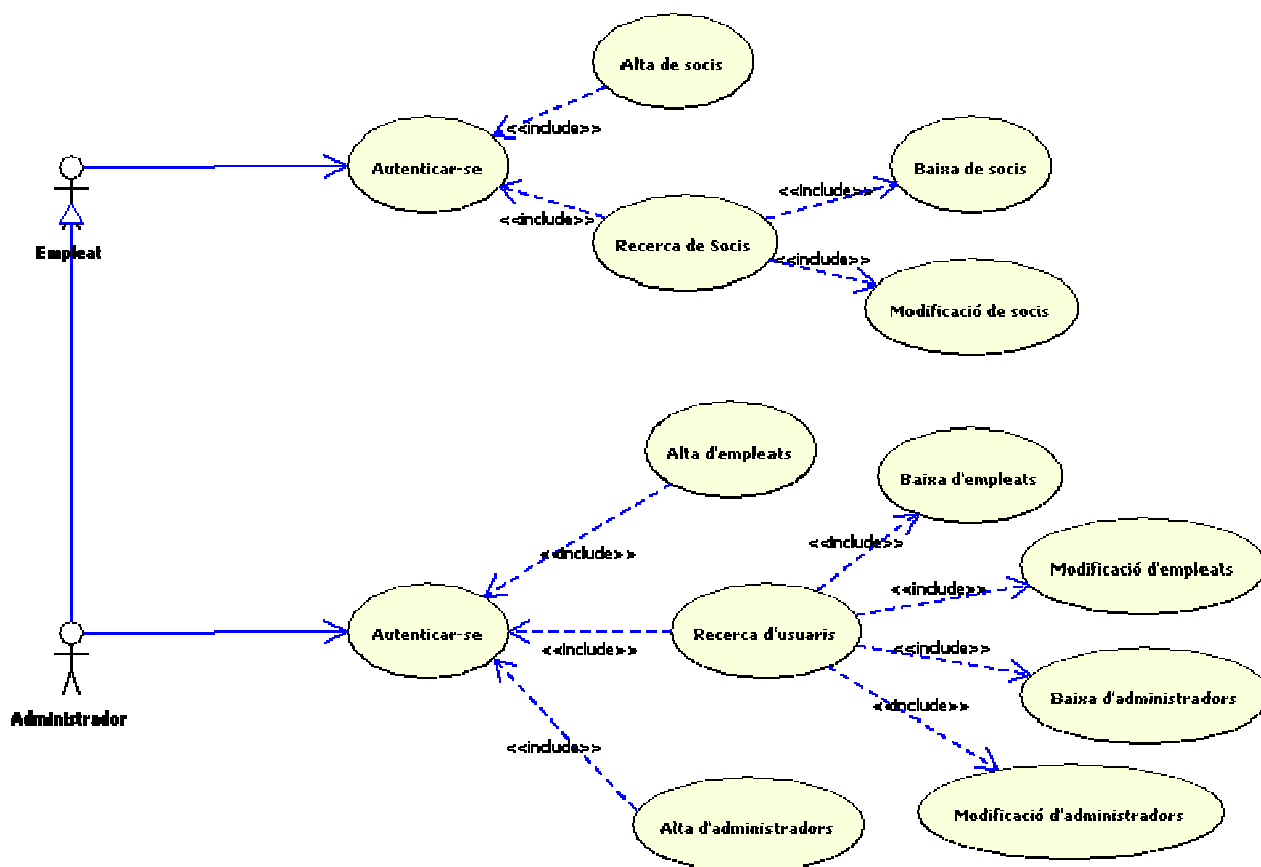 Alta de socis
<<include>>
Autenticar-se
Baixa de socis
<<include>>
<<include>>
Recerca de Socis
Empleat
<<include>>
Modificació de socis
Alta d'empleats
Baixa d'empleats
<<include>>
<<include>>
Modificació d'empleats
<<include>>
Autenticar-se
Recerca d'usuaris
<<include>>
<<include>>
Baixa d'administradors
<<include>>
Administrador
<<include>>
Modificació d'administradors
Alta d'administradors